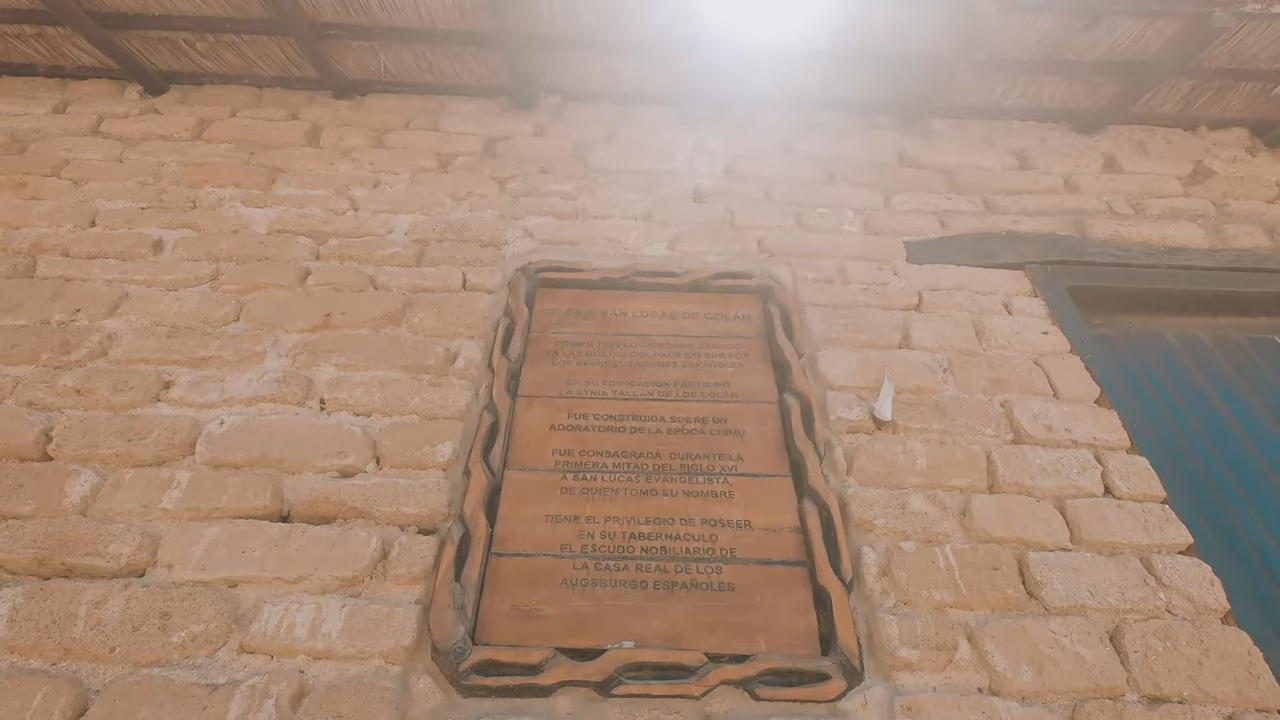 IGLESIA SAN LUCAS DE COLÁN
PRIMER TEMPLO CRISTIANO ERIGIDO
EN LAS COSTAS DEL PACIFICO SUR POR
LOS EVANGELIZADORES ESPAÑOLES
EN SU EDIFICACION PARTICIPO
LA ETNIA TALLAN DE LOS COLÁN
FUE CONSTRUIDA SOBRE UN
ADORATORIO DE LA EPOCA CHIMU
FUE CONSAGRADA DURANTE LA
PRIMERA MITAD DEL SIGLO XVI
A SAN LUCAS EVANGELISTA,
DE QUIEN TOMÓ SU NOMBRE
TIENE EL PRIVILEGIO DE POSEER
EN SU TABERNÁCULO
EL ESCUDO NOBILIARIO DE
LA CASA REAL DE LOS
AUGSBURGO ESPAÑOLES